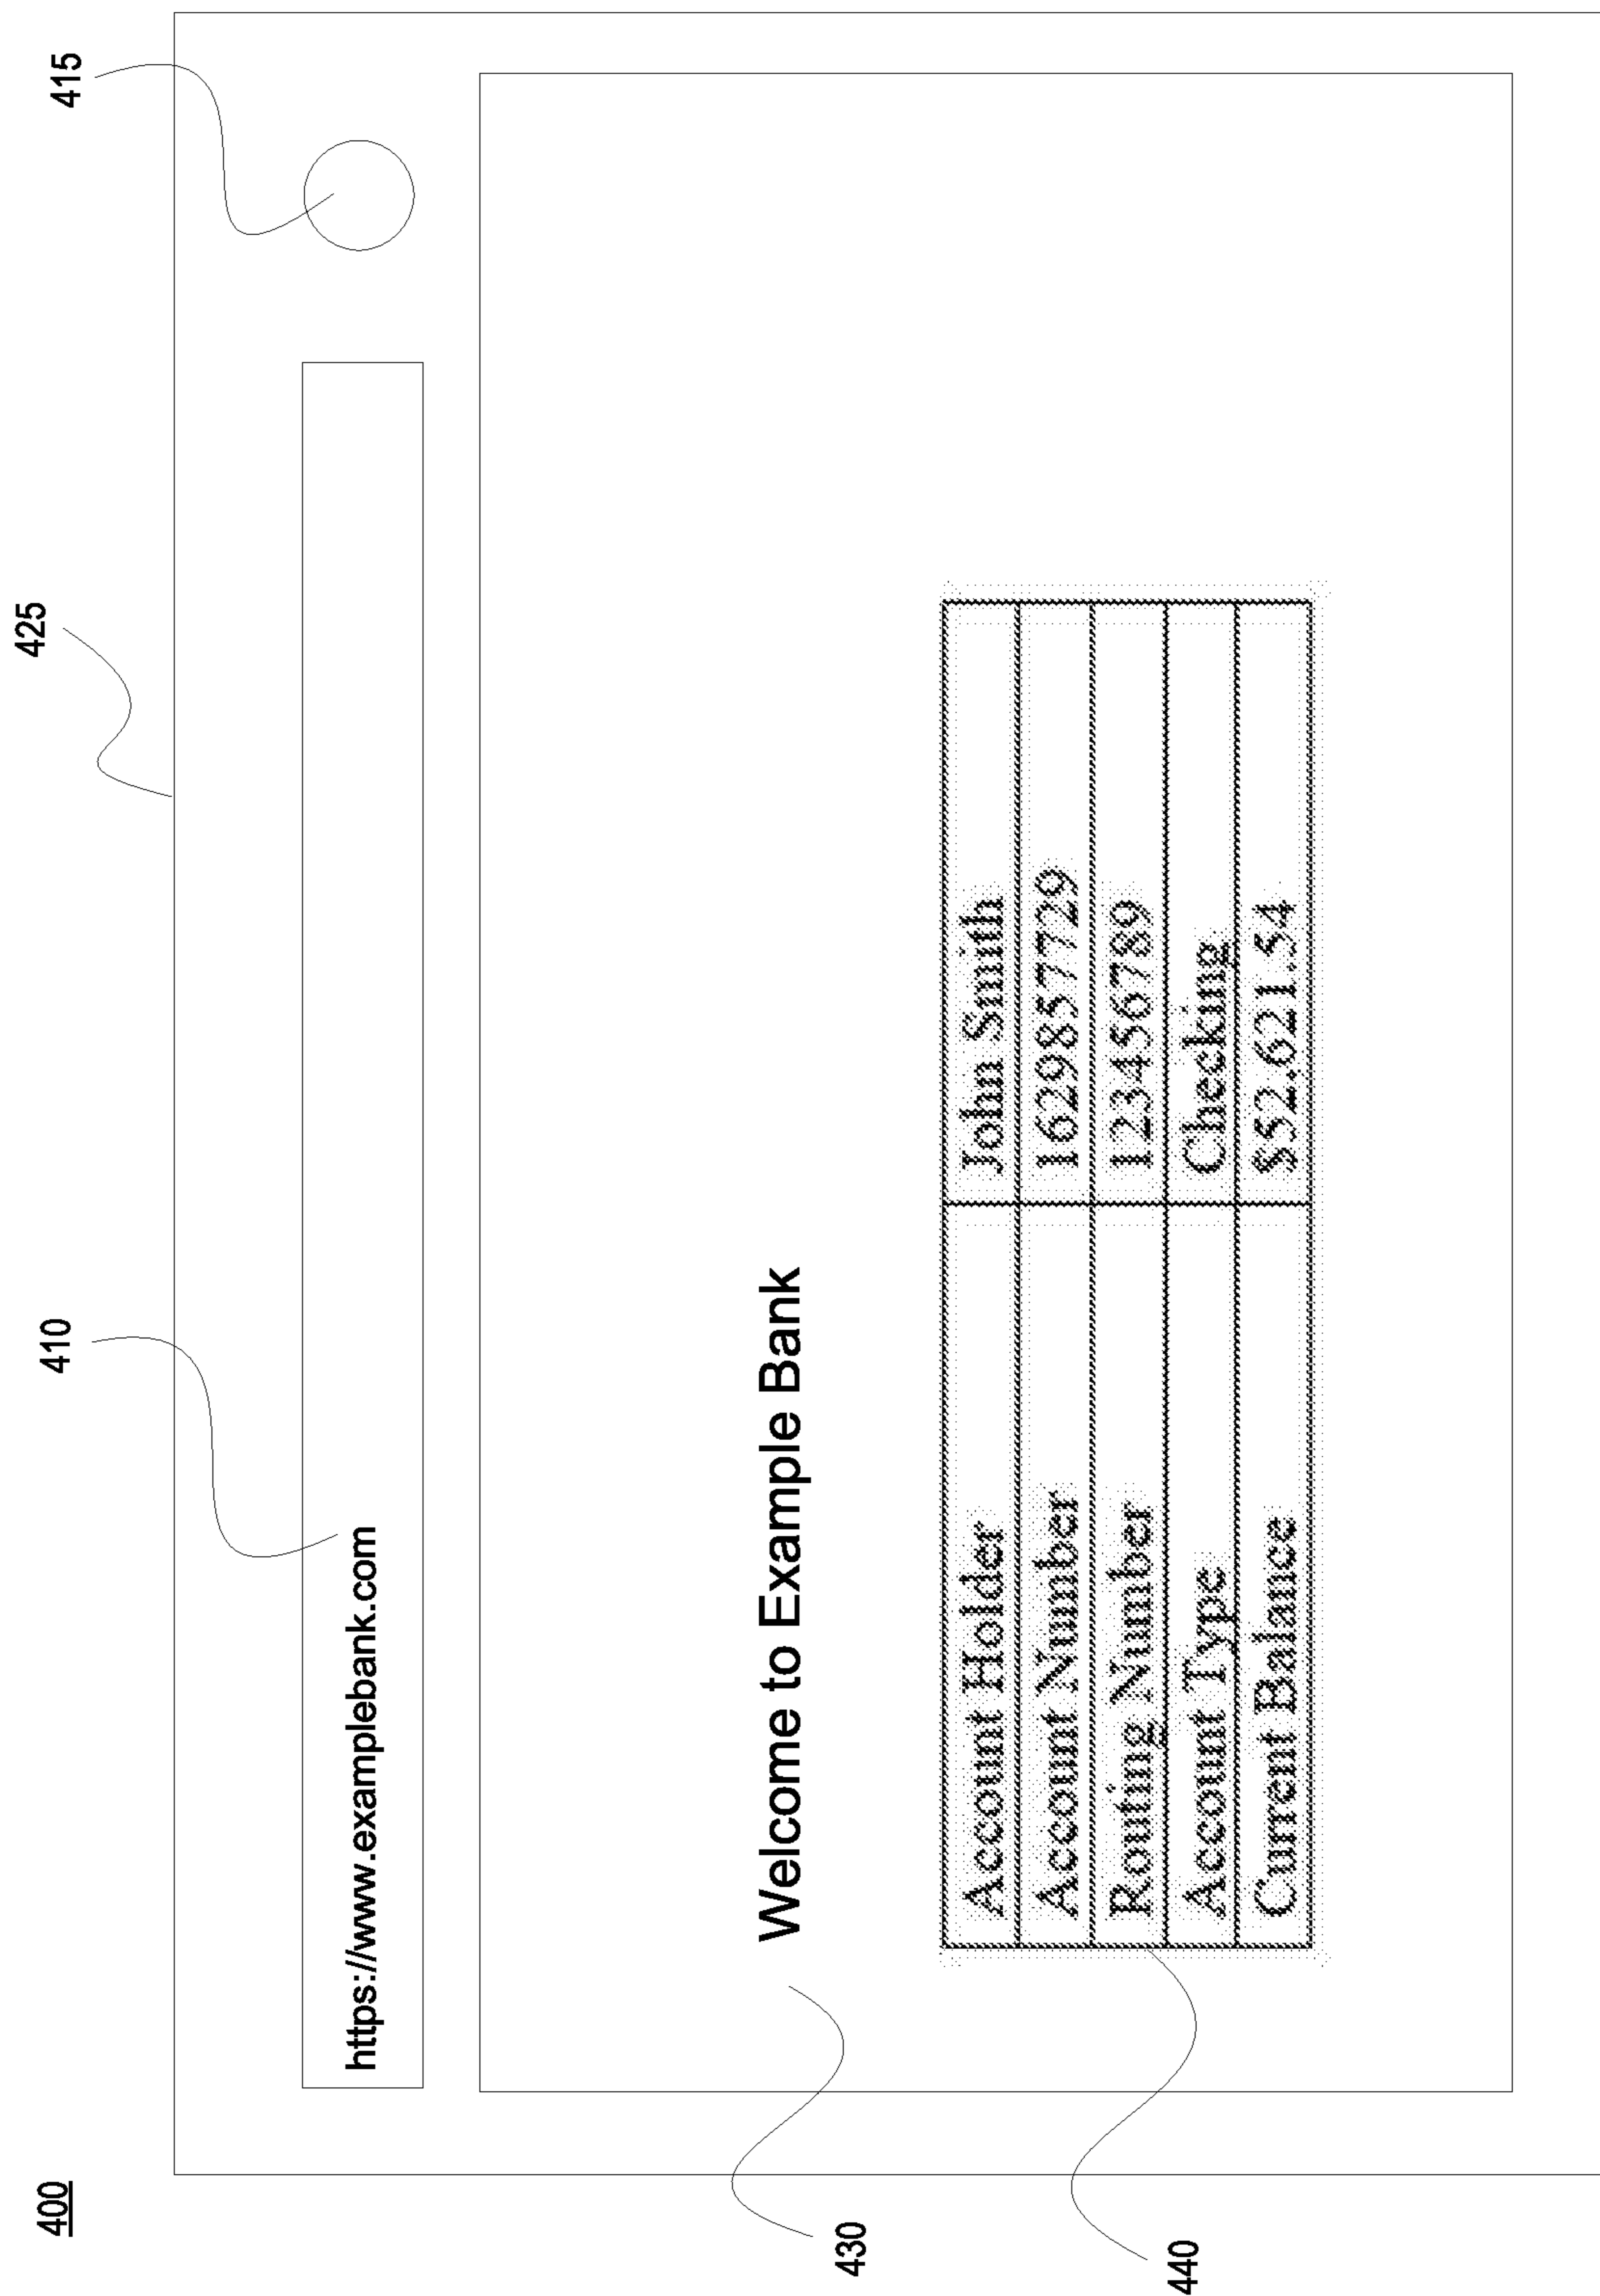 400
410
425
415
https://www.examplebank.com
430
Welcome to Example Bank
440
Account Holder John Smith
Account Number 1629857729
Routing Number 123456789
Account Type Checking
Current Balance $52,621.54